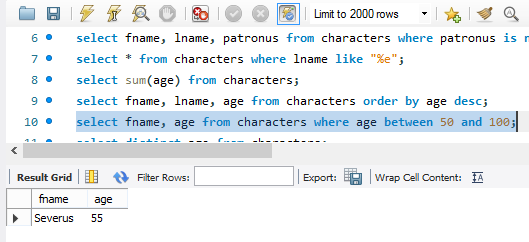 Limit to 2000 rows
6 select fname, lname, patronus from characters where patronus is
7 select * from characters where lname like "%e";
8 select sum(age) from characters;
9 select fname, lname, age from characters order by age desc;
10 select fname, age from characters where age between 50 and 100;
11 select distinct age from characters;
Result Grid Filter Rows: Export: Wrap Cell Content: IA
fname age
Severus 55